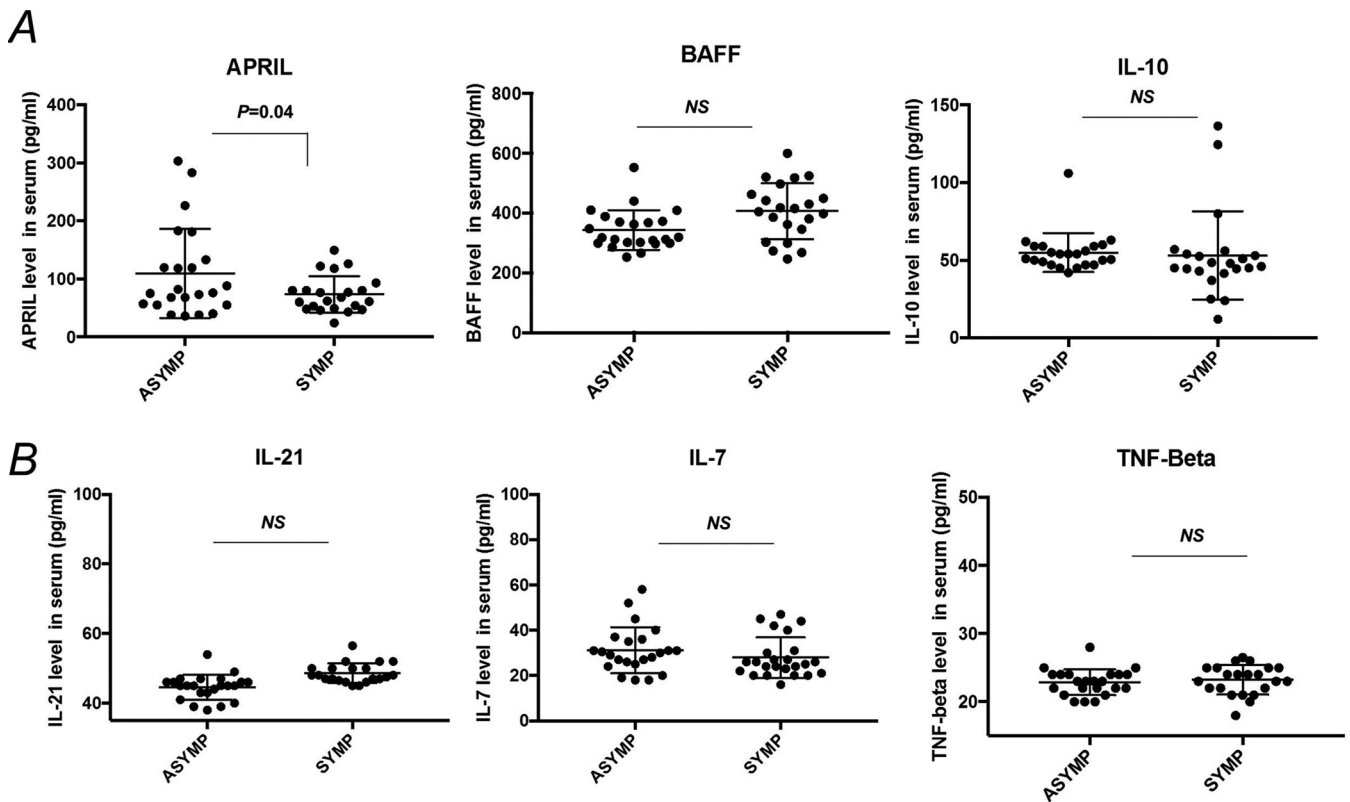 A
APRIL
BAFF
IL-10
APRIL level in serum (pg/ml)
400
300
200
100
0
P=0.04
ASYMP
SYMP
BAFF level in serum (pg/ml)
800
600
400
200
0
NS
ASYMP
SYMP
IL-10 level in serum (pg/ml)
150
100
50
0
NS
ASYMP
SYMP
B
IL-21
IL-7
TNF-Beta
IL-21 level in serum (pg/ml)
100
80
60
40
NS
ASYMP
SYMP
IL-7 level in serum (pg/ml)
100
80
60
40
20
0
NS
ASYMP
SYMP
TNF-beta level in serum (pg/ml)
50
40
30
20
NS
ASYMP
SYMP